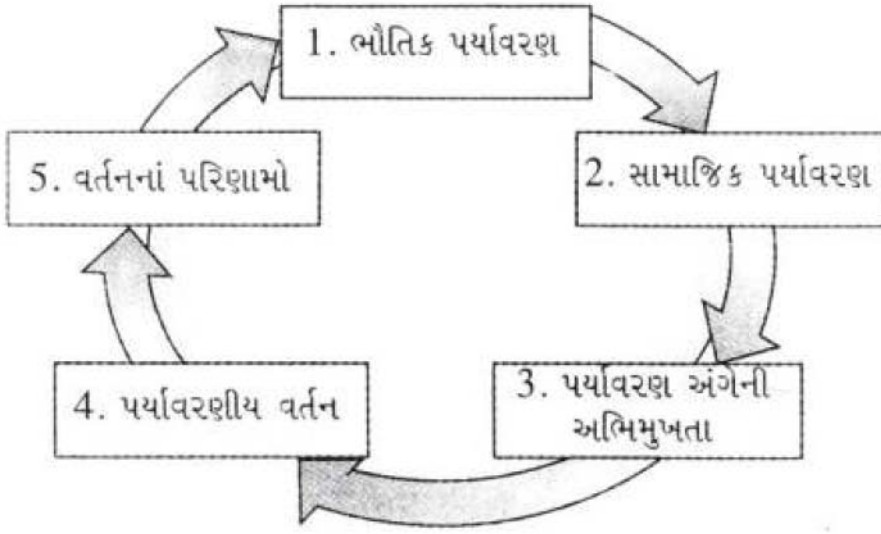 1. ભૌતિક પર્યાવરણ
2. સામાજિક પર્યાવરણ
3. પર્યાવરણ અંગેની
અભિમુખતા
4. પર્યાવરણીય વર્તન
5. વર્તનનાં પરિણામો